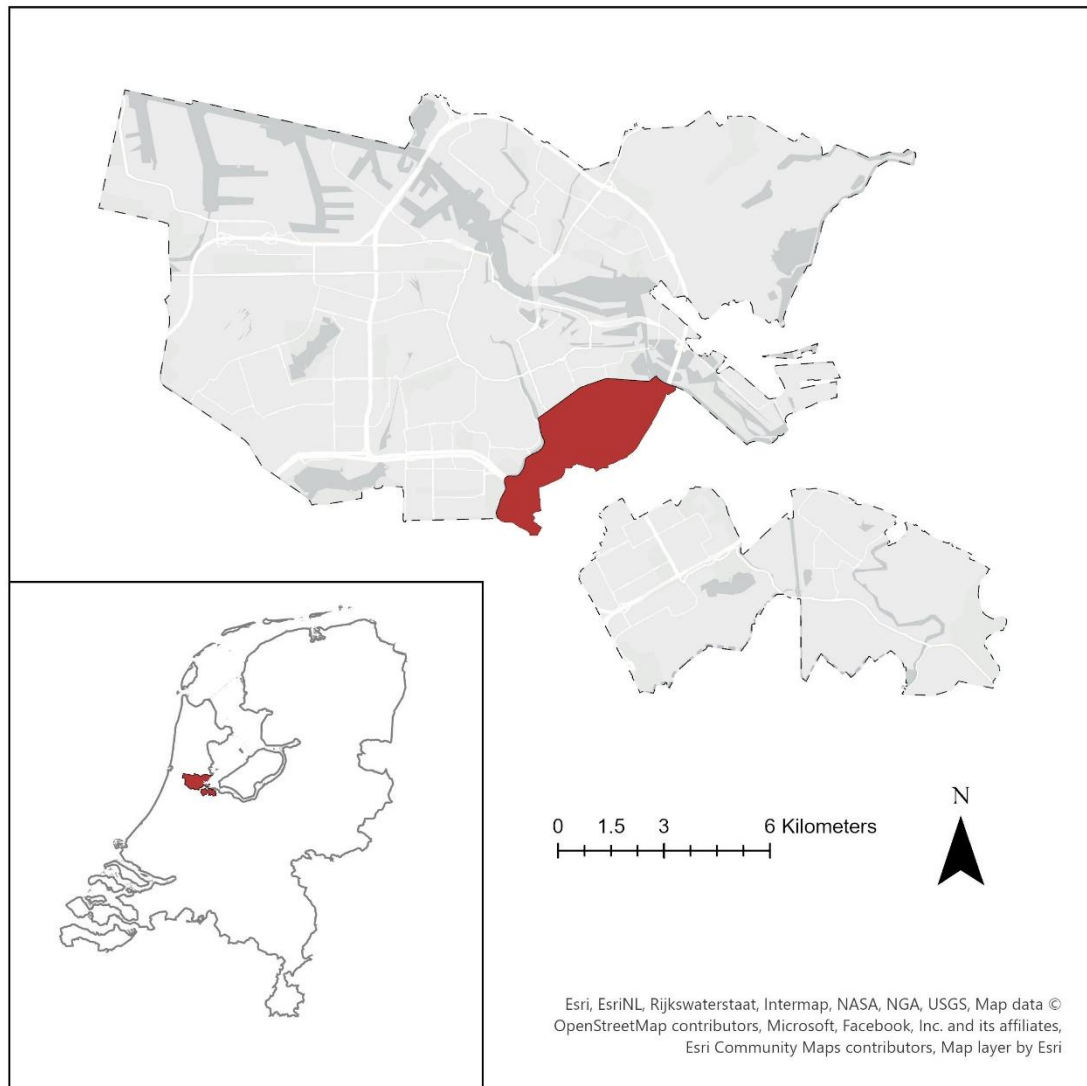 N
0 1.5 3 6 Kilometers
Esri, EsriNL, Rijkswaterstaat, Intermap, NASA, NGA, USGS, Map data ©
OpenStreetMap contributors, Microsoft, Facebook, Inc. and its affiliates,
Esri Community Maps contributors, Map layer by Esri